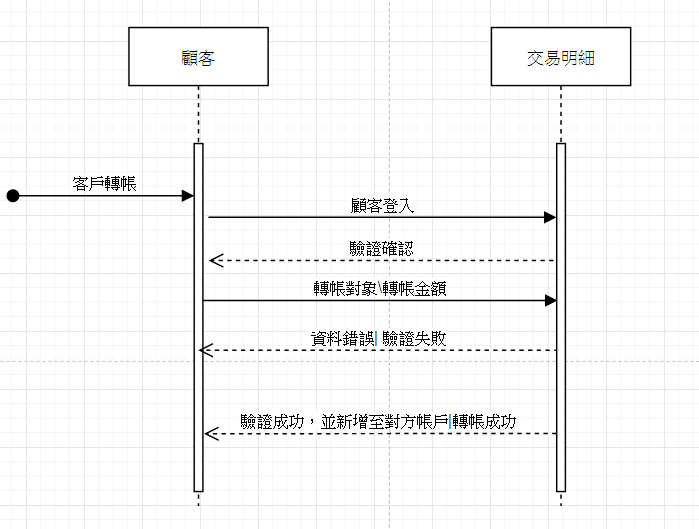 顧客
交易明細
客戶轉帳
顧客登入
驗證確認
轉帳對象\轉帳金額
資料錯誤| 驗證失敗
驗證成功，並新增至對方帳戶|轉帳成功